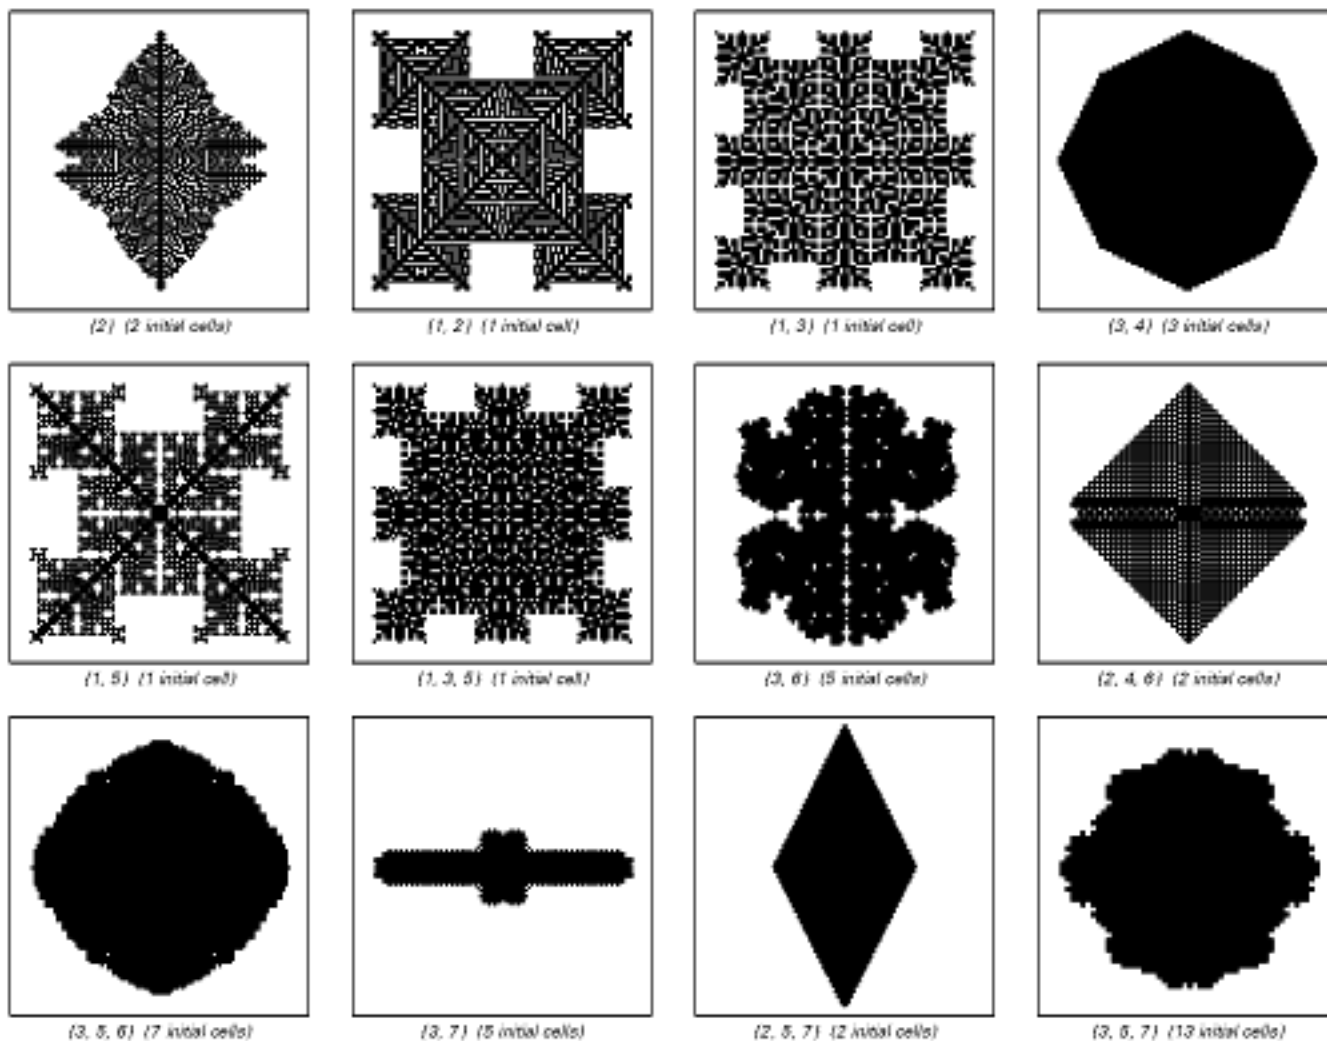 (2) (2 initial cells)
(1, 2) (1 initial cell)
(1, 3) (1 initial cell)
(3, 4) (3 initial cells)
(1, 5) (1 initial cell)
(1, 3, 5) (1 initial cell)
(3, 6) (5 initial cells)
(2, 4, 6) (2 initial cells)
(3, 5, 6) (7 initial cells)
(3, 7) (5 initial cells)
(2, 5, 7) (2 initial cells)
(3, 5, 7) (13 initial cells)